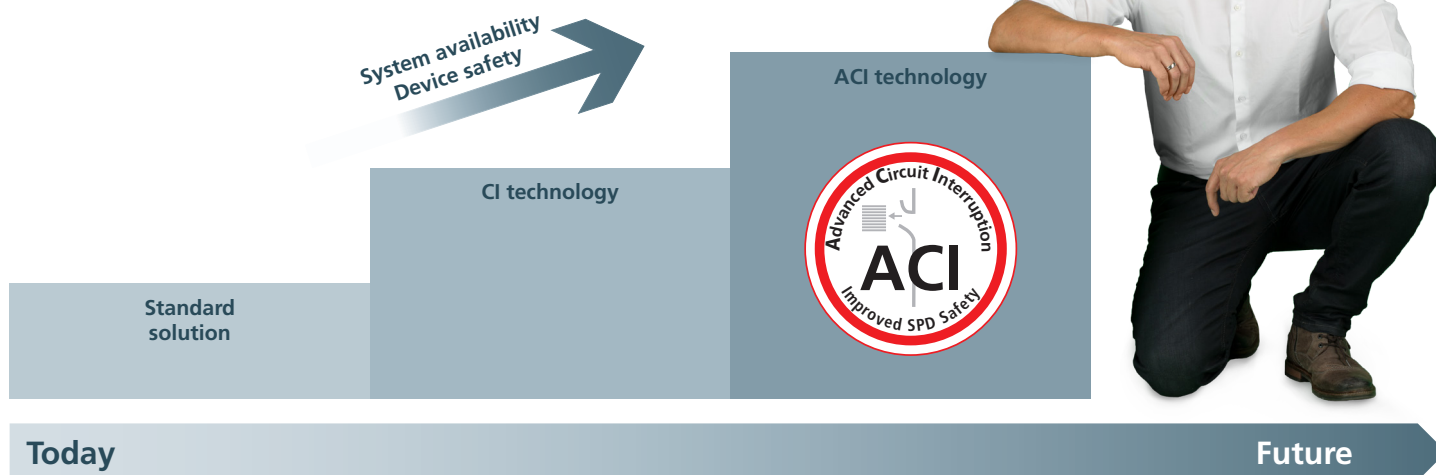 System availability
Device safety
ACI technology
CI technology
Advanced Circuit Interruption
ACI
Improved SPD Safety
Standard
solution
Today
Future